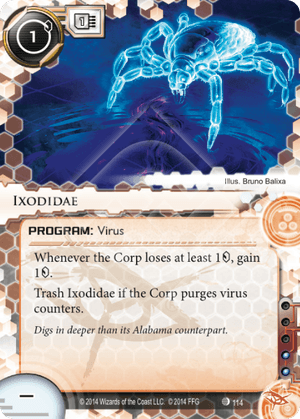 1
1
Illus. Bruno Balixa
IXODIDAE
PROGRAM: Virus
Whenever the Corp loses at least 1, gain
1.
Trash Ixodidae if the Corp purges virus
counters.
Digs in deeper than its Alabama counterpart.
–
© 2014 Wizards of the Coast LLC. © 2014 FFG
114